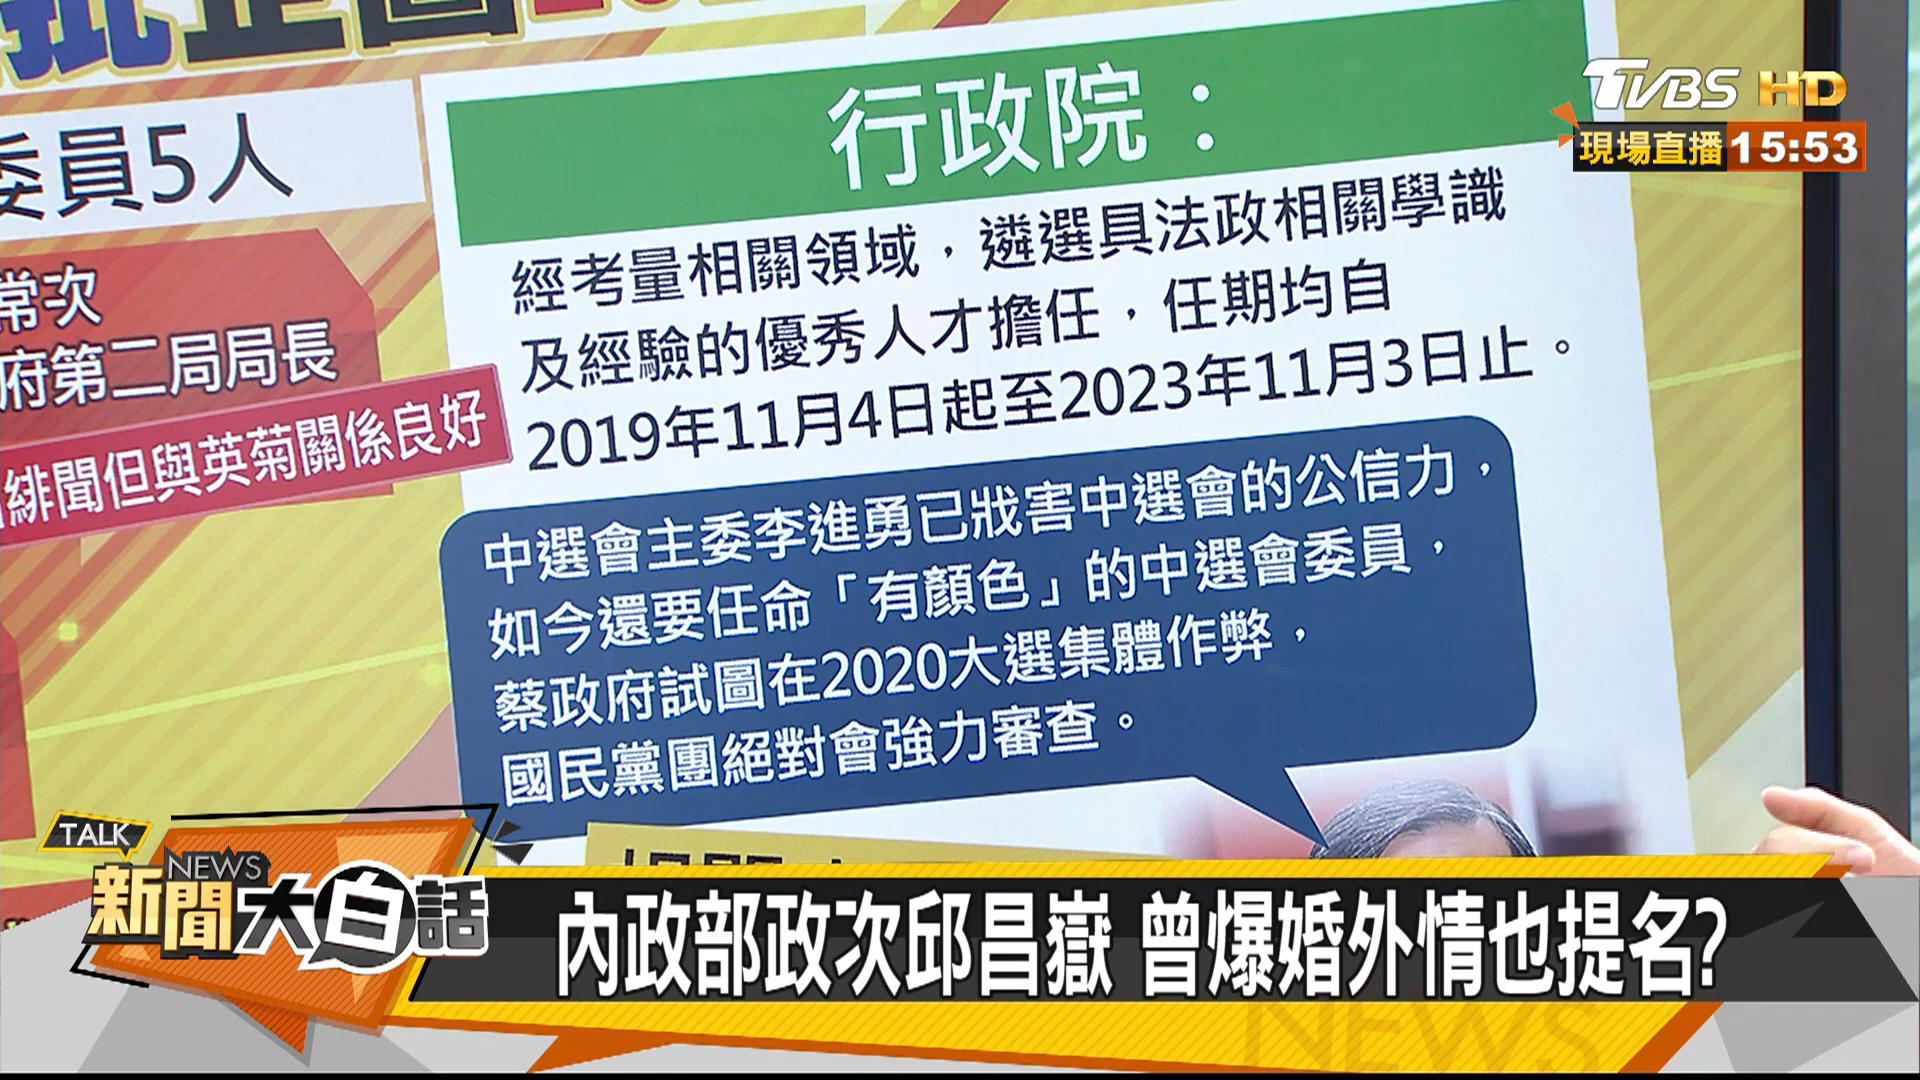 批企圖20
委員5人
常次
府第二局局長
緋聞但與英菊關係良好
行政院：
經考量相關領域，遴選具法政相關學識
及經驗的優秀人才擔任，任期均自
2019年11月4日起至2023年11月3日止。
中選會主委李進勇已戕害中選會的公信力，
如今還要任命「有顏色」的中選會委員，
蔡政府試圖在2020大選集體作弊，
國民黨團絕對會強力審查。
TVBS HD
現場直播 15:53
TALK
NEWS
新聞大白話
內政部政次邱昌嶽 曾爆婚外情也提名?
NEWS